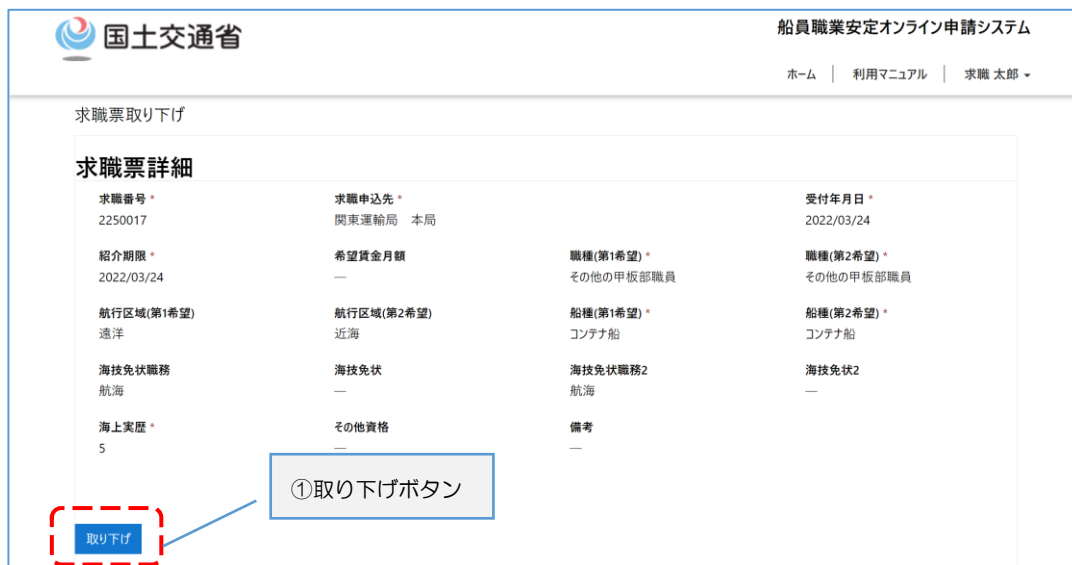 国土交通省
船員職業安定オンライン申請システム
ホーム │ 利用マニュアル │ 求職 太郎
求職票取り下げ
求職票詳細
求職番号 * 求職申込先 * 受付年月日 *
2250017 関東運輸局 本局 2022/03/24
紹介期限 * 希望賃金月額 職種(第1希望) * 職種(第2希望) *
2022/03/24 — その他の甲板部職員 その他の甲板部職員
航行区域(第1希望) 航行区域(第2希望) 船種(第1希望) * 船種(第2希望) *
遠洋 近海 コンテナ船 コンテナ船
海技免状職務 海技免状 海技免状職務2 海技免状2
航海 — 航海 —
海上実歴 * その他資格 備考
5 — —
①取り下げボタン
取り下げ